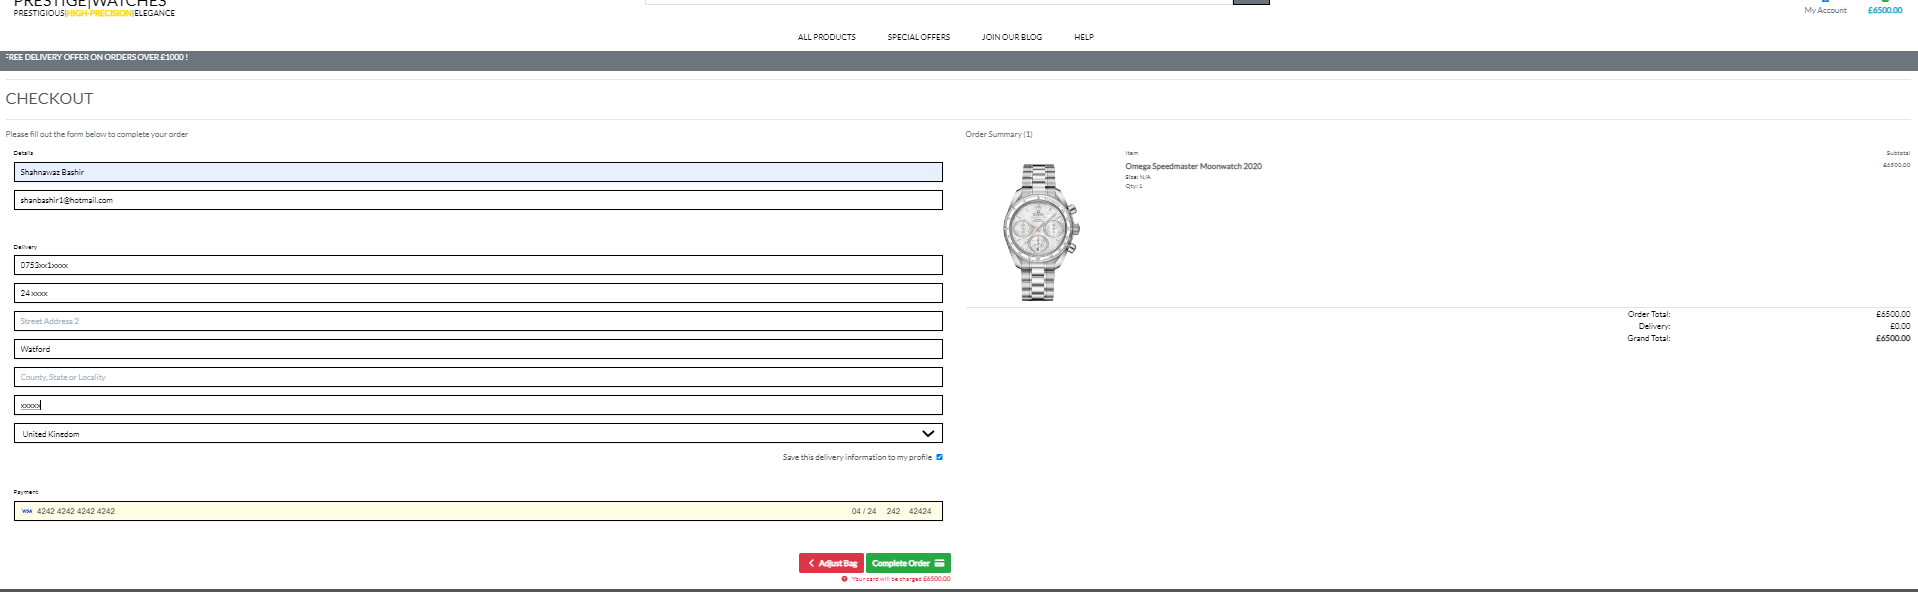 PRESTIGE|WATCHES
PRESTIGIOUS|HIGH-PRECISION|ELEGANCE
My Account £6500.00
ALL PRODUCTS SPECIAL OFFERS JOIN OUR BLOG HELP
FREE DELIVERY OFFER ON ORDERS OVER £1000 !
CHECKOUT
Please fill out the form below to complete your order
Details
Shahnawaz Bashir
shanbashir1@hotmail.com
Delivery
0753xx1xxxx
24 xxxx
Street Address 2
Watford
County, State or Locality
xxxxx
United Kingdom
Save this delivery information to my profile
Payment
VISA 4242 4242 4242 4242 04 / 24 242 42424
Adjust Bag Complete Order
Your card will be charged £6500.00
Order Summary (1)
Item Subtotal
Omega Speedmaster Moonwatch 2020 £6500.00
Size: N/A
Qty: 1
Order Total: £6500.00
Delivery: £0.00
Grand Total: £6500.00